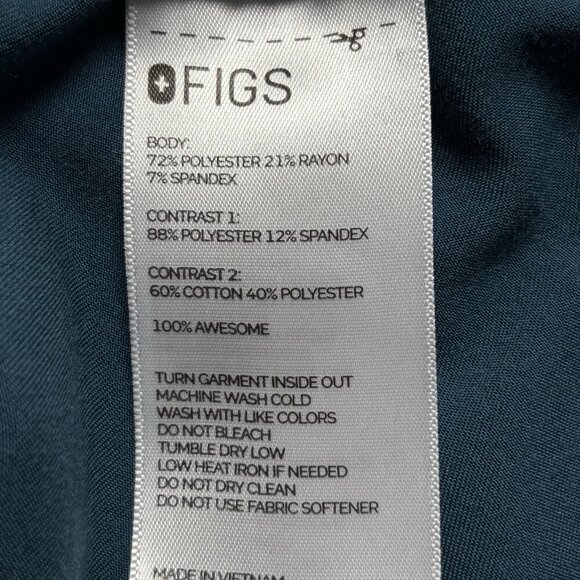 FIGS
BODY:
72% POLYESTER 21% RAYON
7% SPANDEX
CONTRAST 1:
88% POLYESTER 12% SPANDEX
CONTRAST 2:
60% COTTON 40% POLYESTER
100% AWESOME
TURN GARMENT INSIDE OUT
MACHINE WASH COLD
WASH WITH LIKE COLORS
DO NOT BLEACH
TUMBLE DRY LOW
LOW HEAT IRON IF NEEDED
DO NOT DRY CLEAN
DO NOT USE FABRIC SOFTENER
MADE IN VIETNAM